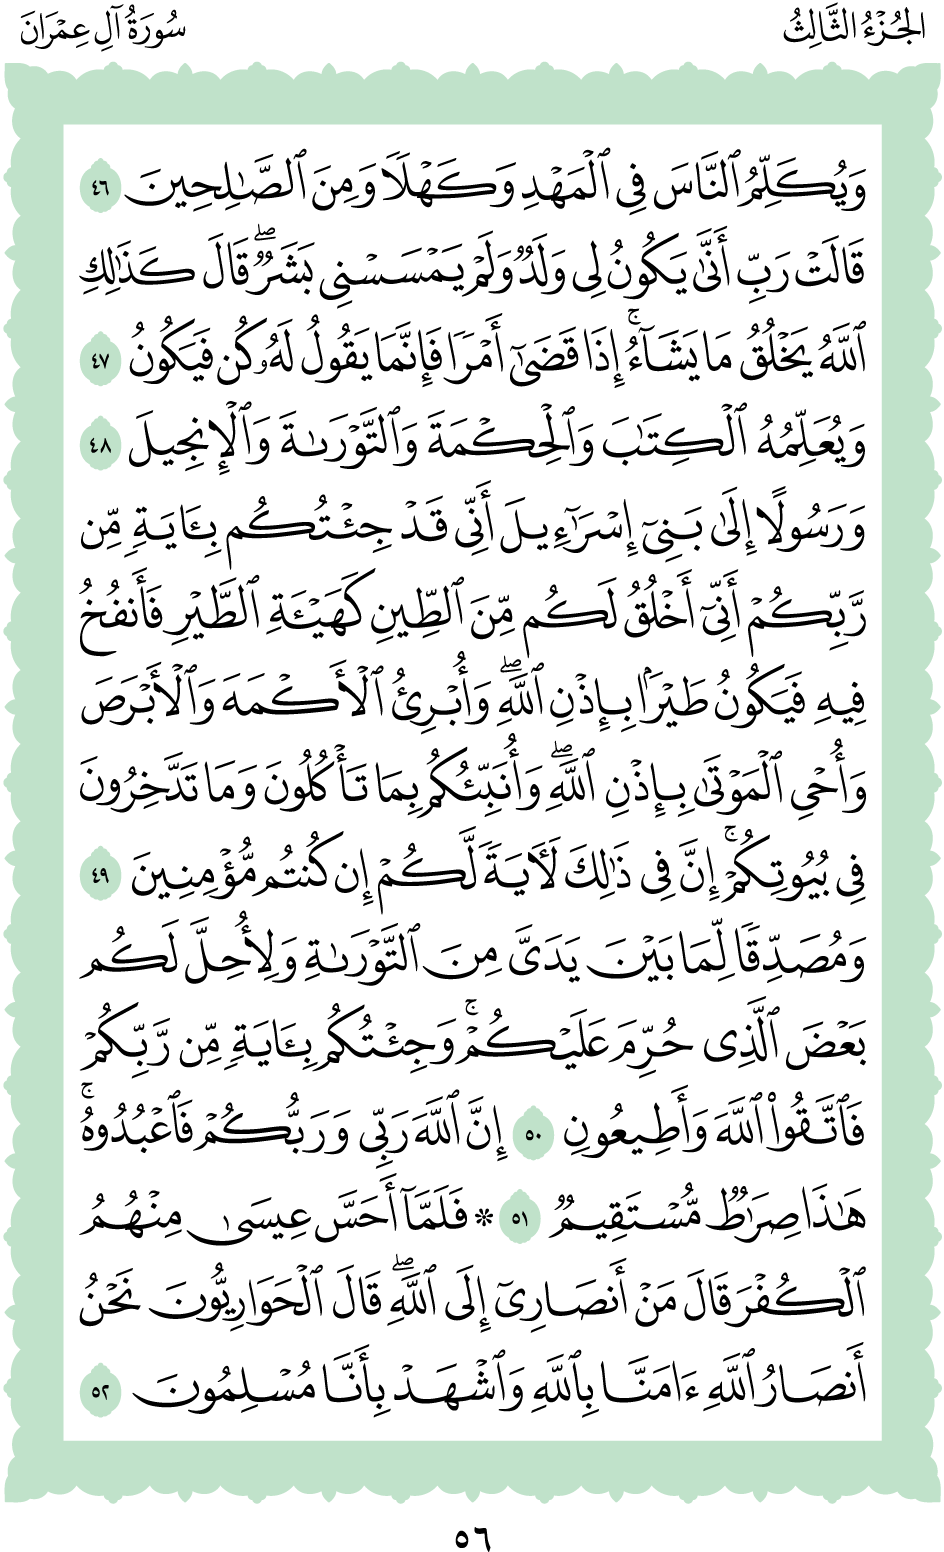 الجُزْءُ الثَّالِثُ
سُورَةُ آلِ عِمْرَانَ
وَيُكَلِّمُ ٱلنَّاسَ فِي ٱلْمَهْدِ وَكَهْلًا وَمِنَ ٱلصَّٰلِحِينَ ٤٦
قَالَتْ رَبِّ أَنَّىٰ يَكُونُ لِي وَلَدٞ وَلَمْ يَمْسَسْنِي بَشَرٞۖ قَالَ كَذَٰلِكِ
ٱللَّهُ يَخْلُقُ مَا يَشَآءُۚ إِذَا قَضَىٰٓ أَمْرٗا فَإِنَّمَا يَقُولُ لَهُۥ كُن فَيَكُونُ ٤٧
وَيُعَلِّمُهُ ٱلْكِتَٰبَ وَٱلْحِكْمَةَ وَٱلتَّوْرَىٰةَ وَٱلْإِنجِيلَ ٤٨
وَرَسُولًا إِلَىٰ بَنِيٓ إِسْرَٰٓءِيلَ أَنِّي قَدْ جِئْتُكُم بِـَٔايَةٖ مِّن
رَّبِّكُمْ أَنِّيٓ أَخْلُقُ لَكُم مِّنَ ٱلطِّينِ كَهَيْـَٔةِ ٱلطَّيْرِ فَأَنفُخُ
فِيهِ فَيَكُونُ طَيْرَۢا بِإِذْنِ ٱللَّهِۖ وَأُبْرِئُ ٱلْأَكْمَهَ وَٱلْأَبْرَصَ
وَأُحْيِ ٱلْمَوْتَىٰ بِإِذْنِ ٱللَّهِۖ وَأُنَبِّئُكُم بِمَا تَأْكُلُونَ وَمَا تَدَّخِرُونَ
فِي بُيُوتِكُمْۚ إِنَّ فِي ذَٰلِكَ لَأٓيَةٗ لَّكُمْ إِن كُنتُم مُّؤْمِنِينَ ٤٩
وَمُصَدِّقٗا لِّمَا بَيْنَ يَدَيَّ مِنَ ٱلتَّوْرَىٰةِ وَلِأُحِلَّ لَكُم
بَعْضَ ٱلَّذِي حُرِّمَ عَلَيْكُمْۚ وَجِئْتُكُم بِـَٔايَةٖ مِّن رَّبِّكُمْ
فَٱتَّقُوا۟ ٱللَّهَ وَأَطِيعُونِ ٥٠ إِنَّ ٱللَّهَ رَبِّي وَرَبُّكُمْ فَٱعْبُدُوهُۚ
هَٰذَا صِرَٰطٞ مُّسْتَقِيمٞ ٥١ * فَلَمَّآ أَحَسَّ عِيسَىٰ مِنْهُمُ
ٱلْكُفْرَ قَالَ مَنْ أَنصَارِيٓ إِلَى ٱللَّهِۖ قَالَ ٱلْحَوَارِيُّونَ نَحْنُ
أَنصَارُ ٱللَّهِ ءَامَنَّا بِٱللَّهِ وَٱشْهَدْ بِأَنَّا مُسْلِمُونَ ٥٢
٥٦